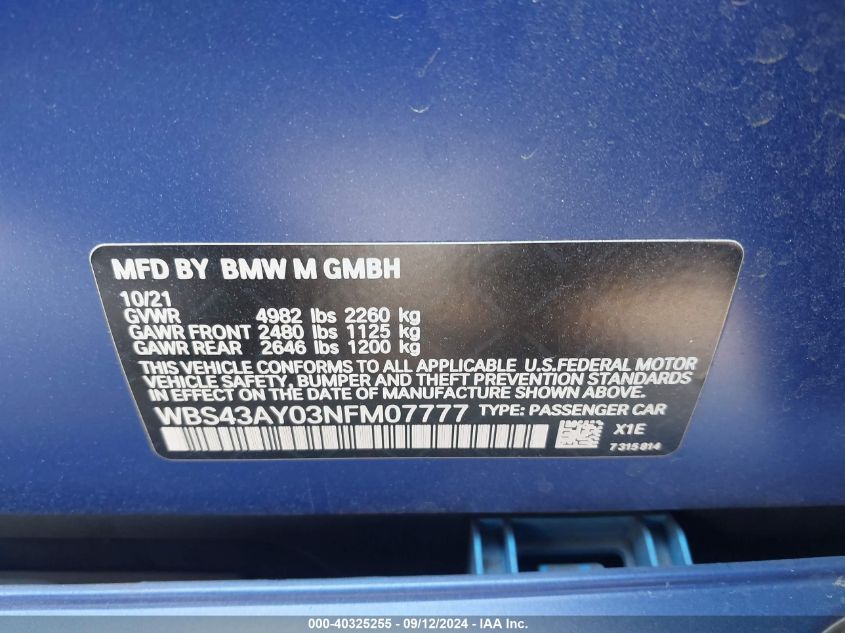 MFD BY BMW M GMBH
10/21
GVWR 4982 lbs 2260 kg
GAWR FRONT 2480 lbs 1125 kg
GAWR REAR 2646 lbs 1200 kg
THIS VEHICLE CONFORMS TO ALL APPLICABLE U.S.FEDERAL MOTOR
VEHICLE SAFETY, BUMPER AND THEFT PREVENTION STANDARDS
IN EFFECT ON THE DATE OF MANUFACTURE SHOWN ABOVE.
WBS43AY03NFM07777 TYPE: PASSENGER CAR
X1E
7315814
000-40325255 - 09/12/2024 - IAA Inc.